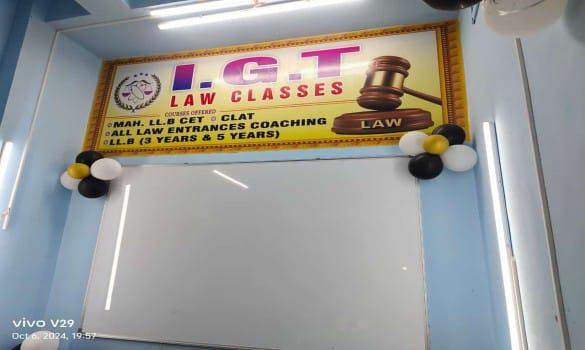 I.G.T
LAW CLASSES
COURSES OFFERED
MAH. LL.B CET CLAT
ALL LAW ENTRANCES COACHING
LL.B (3 YEARS & 5 YEARS)
LAW
vivo V29
Oct 6, 2024, 19:57